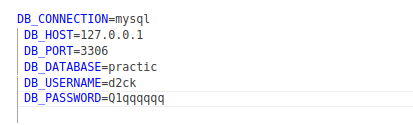 DB_CONNECTION=mysql
DB_HOST=127.0.0.1
DB_PORT=3306
DB_DATABASE=practic
DB_USERNAME=d2ck
DB_PASSWORD=Q1qqqqqq